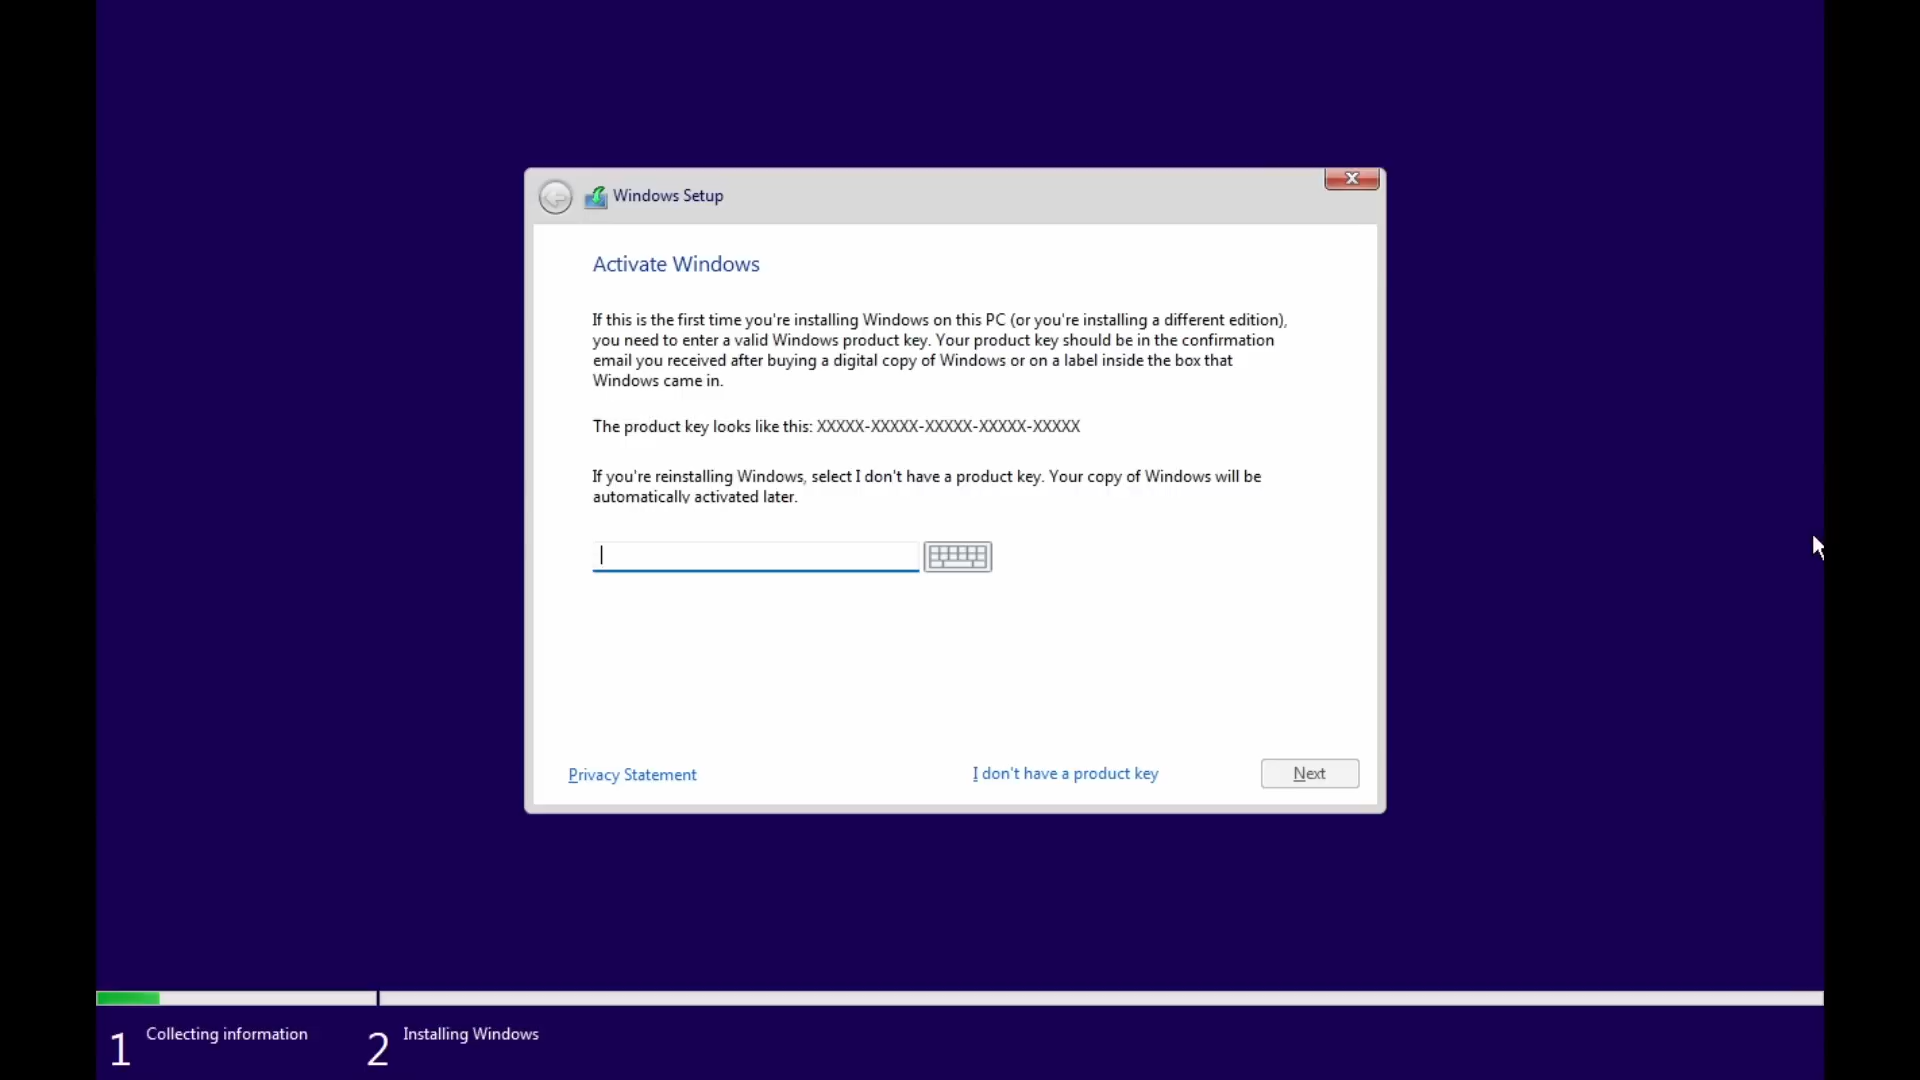 Windows Setup
Activate Windows
If this is the first time you're installing Windows on this PC (or you're installing a different edition),
you need to enter a valid Windows product key. Your product key should be in the confirmation
email you received after buying a digital copy of Windows or on a label inside the box that
Windows came in.
The product key looks like this: XXXXX-XXXXX-XXXXX-XXXXX-XXXXX
If you're reinstalling Windows, select I don't have a product key. Your copy of Windows will be
automatically activated later.
Privacy Statement
I don't have a product key
Next
1 Collecting information
2 Installing Windows